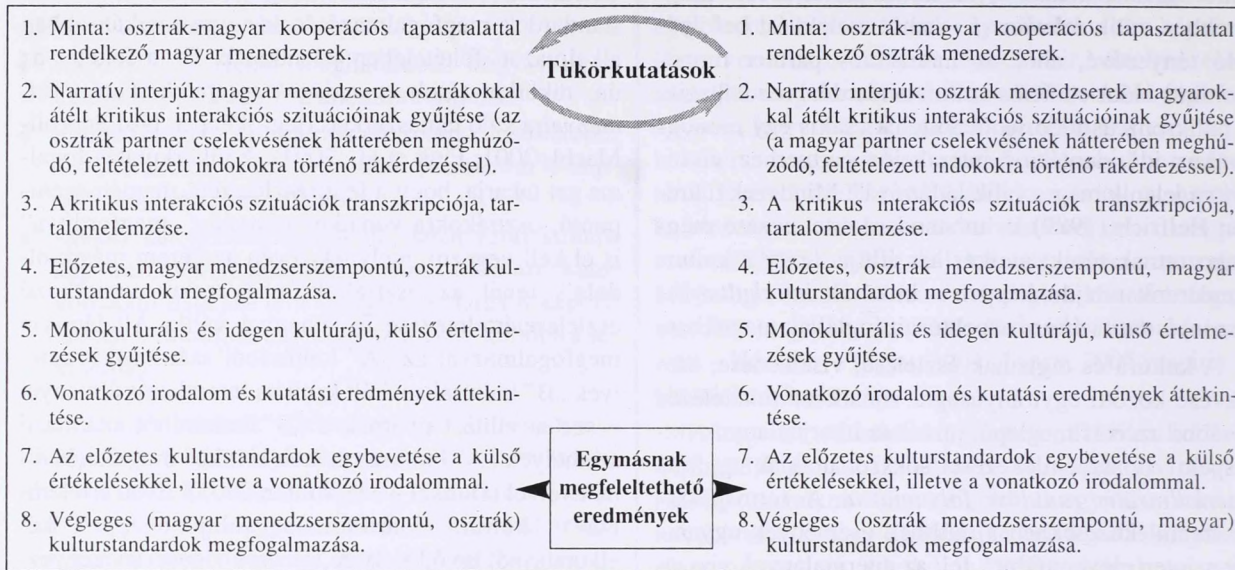 1. Minta: osztrák-magyar kooperációs tapasztalattal
rendelkező magyar menedzserek.
2. Narratív interjúk: magyar menedzserek osztrákokkal
átélt kritikus interakciós szituációinak gyűjtése (az
osztrák partner cselekvésének hátterében meghúzó-
dó, feltételezett indokokra történő rákérdezéssel).
3. A kritikus interakciós szituációk transzkripciója, tar-
talomelemzése.
4. Előzetes, magyar menedzserszempontú, osztrák kul-
turstandardok megfogalmazása.
5. Monokulturális és idegen kultúrájú, külső értelme-
zések gyűjtése.
6. Vonatkozó irodalom és kutatási eredmények áttekin-
tése.
7. Az előzetes kulturstandardok egybevetése a külső
értékelésekkel, illetve a vonatkozó irodalommal.
8. Végleges (magyar menedzserszempontú, osztrák)
kulturstandardok megfogalmazása.
Tükörkutatások
Egymásnak
megfeleltethető
eredmények
1. Minta: osztrák-magyar kooperációs tapasztalattal
rendelkező osztrák menedzserek.
2. Narratív interjúk: osztrák menedzserek magyarok-
kal átélt kritikus interakciós szituációinak gyűjtése
(a magyar partner cselekvésének hátterében meghú-
zódó, feltételezett indokokra történő rákérdezéssel).
3. A kritikus interakciós szituációk transzkripciója,
tartalomelemzése.
4. Előzetes, osztrák menedzserszempontú, magyar
kulturstandardok megfogalmazása.
5. Monokulturális és idegen kultúrájú, külső értelme-
zések gyűjtése.
6. Vonatkozó irodalom és kutatási eredmények áttekin-
tése
7. Az előzetes kulturstandardok egybevetése a külső
értékelésekkel, illetve a vonatkozó irodalommal.
8.Végleges (osztrák menedzserszempontú, magyar)
kulturstandardok megfogalmazása.